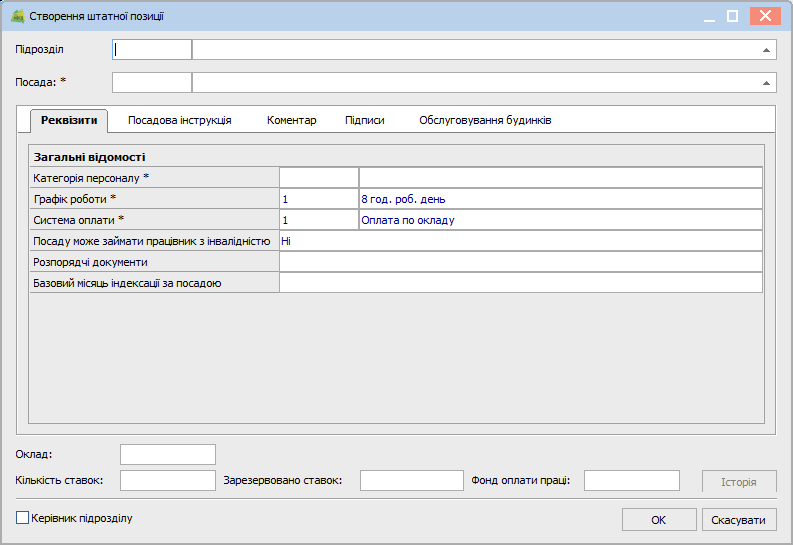 Створення штатної позиції
Підрозділ
Посада: *
Реквізити Посадова інструкція Коментар Підписи Обслуговування будинків
Загальні відомості
Категорія персоналу *
Графік роботи * 1 8 год. роб. день
Система оплати * 1 Оплата по окладу
Посаду може займати працівник з інвалідністю Ні
Розпорядчі документи
Базовий місяць індексації за посадою
Оклад:
Кількість ставок: Зарезервовано ставок: Фонд оплати праці: Історія
Керівник підрозділу ОК Скасувати